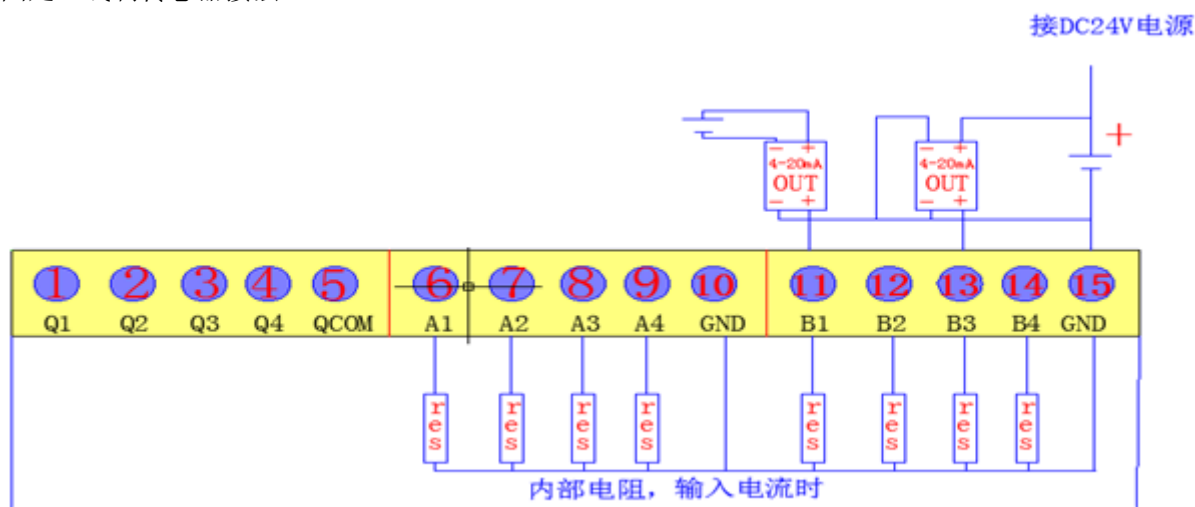 接DC24V电源
+
- +
- +
4-20mA
4-20mA
OUT
OUT
- +
- +
1 2 3 4 5 6 7 8 9 10 11 12 13 14 15
Q1 Q2 Q3 Q4 QCOM A1 A2 A3 A4 GND B1 B2 B3 B4 GND
res res res res res res res res
内部电阻，输入电流时